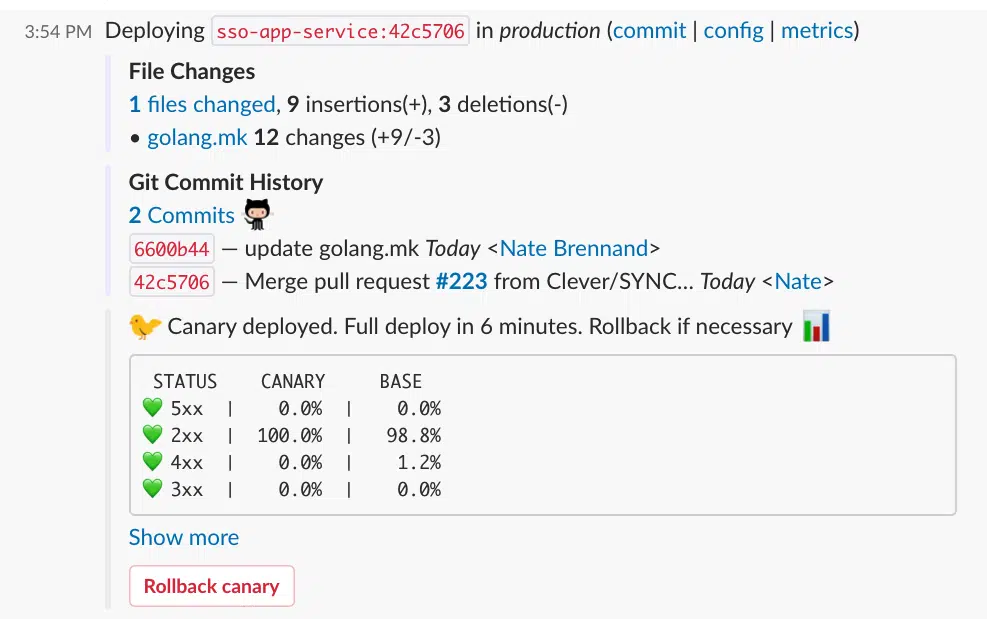 3:54 PM Deploying sso-app-service:42c5706 in production (commit | config | metrics)
File Changes
1 files changed, 9 insertions(+), 3 deletions(-)
• golang.mk 12 changes (+9/-3)
Git Commit History
2 Commits
6600b44 — update golang.mk Today <Nate Brennand>
42c5706 — Merge pull request #223 from Clever/SYNC... Today <Nate>
Canary deployed. Full deploy in 6 minutes. Rollback if necessary
STATUS CANARY BASE
5xx | 0.0% | 0.0%
2xx | 100.0% | 98.8%
4xx | 0.0% | 1.2%
3xx | 0.0% | 0.0%
Show more
Rollback canary